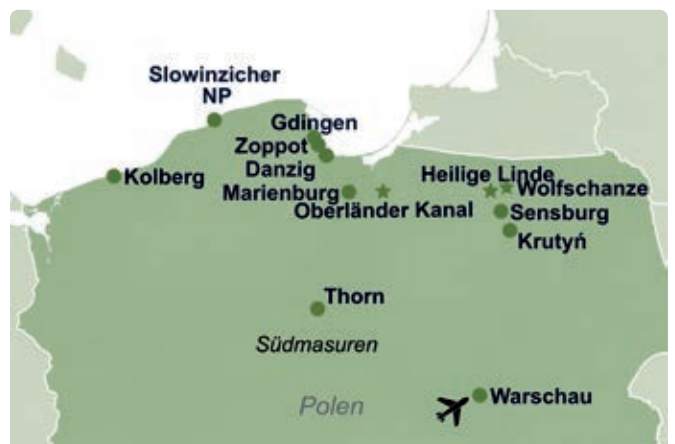 Slowinzicher
NP
Gdingen
Zoppot
Danzig
Kolberg
Marienburg
Heilige Linde
Wolfschanze
Oberländer Kanal
Sensburg
Krutyń
Thorn
Südmasuren
Polen
Warschau